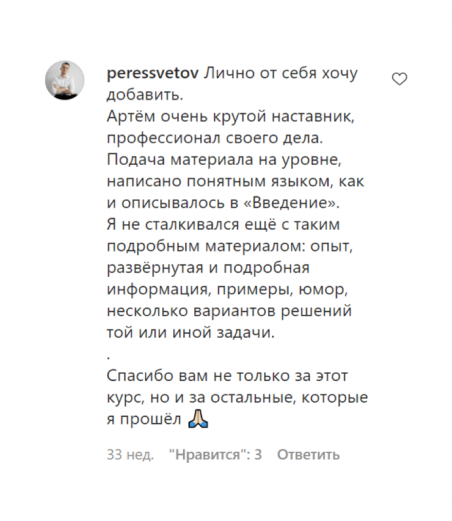 peressvetov Лично от себя хочу
добавить.
Артём очень крутой наставник,
профессионал своего дела.
Подача материала на уровне,
написано понятным языком, как
и описывалось в «Введение».
Я не сталкивался ещё с таким
подробным материалом: опыт,
развёрнутая и подробная
информация, примеры, юмор,
несколько вариантов решений
той или иной задачи.
.
Спасибо вам не только за этот
курс, но и за остальные, которые
я прошёл 🙏🏻
33 нед. "Нравится": 3 Ответить